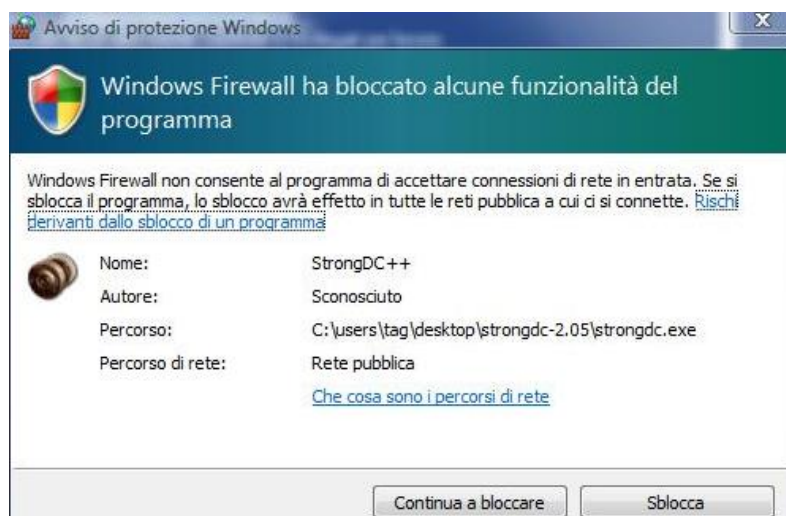 Avviso di protezione Windows
Windows Firewall ha bloccato alcune funzionalità del
programma
Windows Firewall non consente al programma di accettare connessioni di rete in entrata. Se si
sblocca il programma, lo sblocco avrà effetto in tutte le reti pubblica a cui ci si connette. Rischi
derivanti dallo sblocco di un programma
Nome: StrongDC++
Autore: Sconosciuto
Percorso: C:\users\tag\desktop\strongdc-2.05\strongdc.exe
Percorso di rete: Rete pubblica
Che cosa sono i percorsi di rete
Continua a bloccare Sblocca